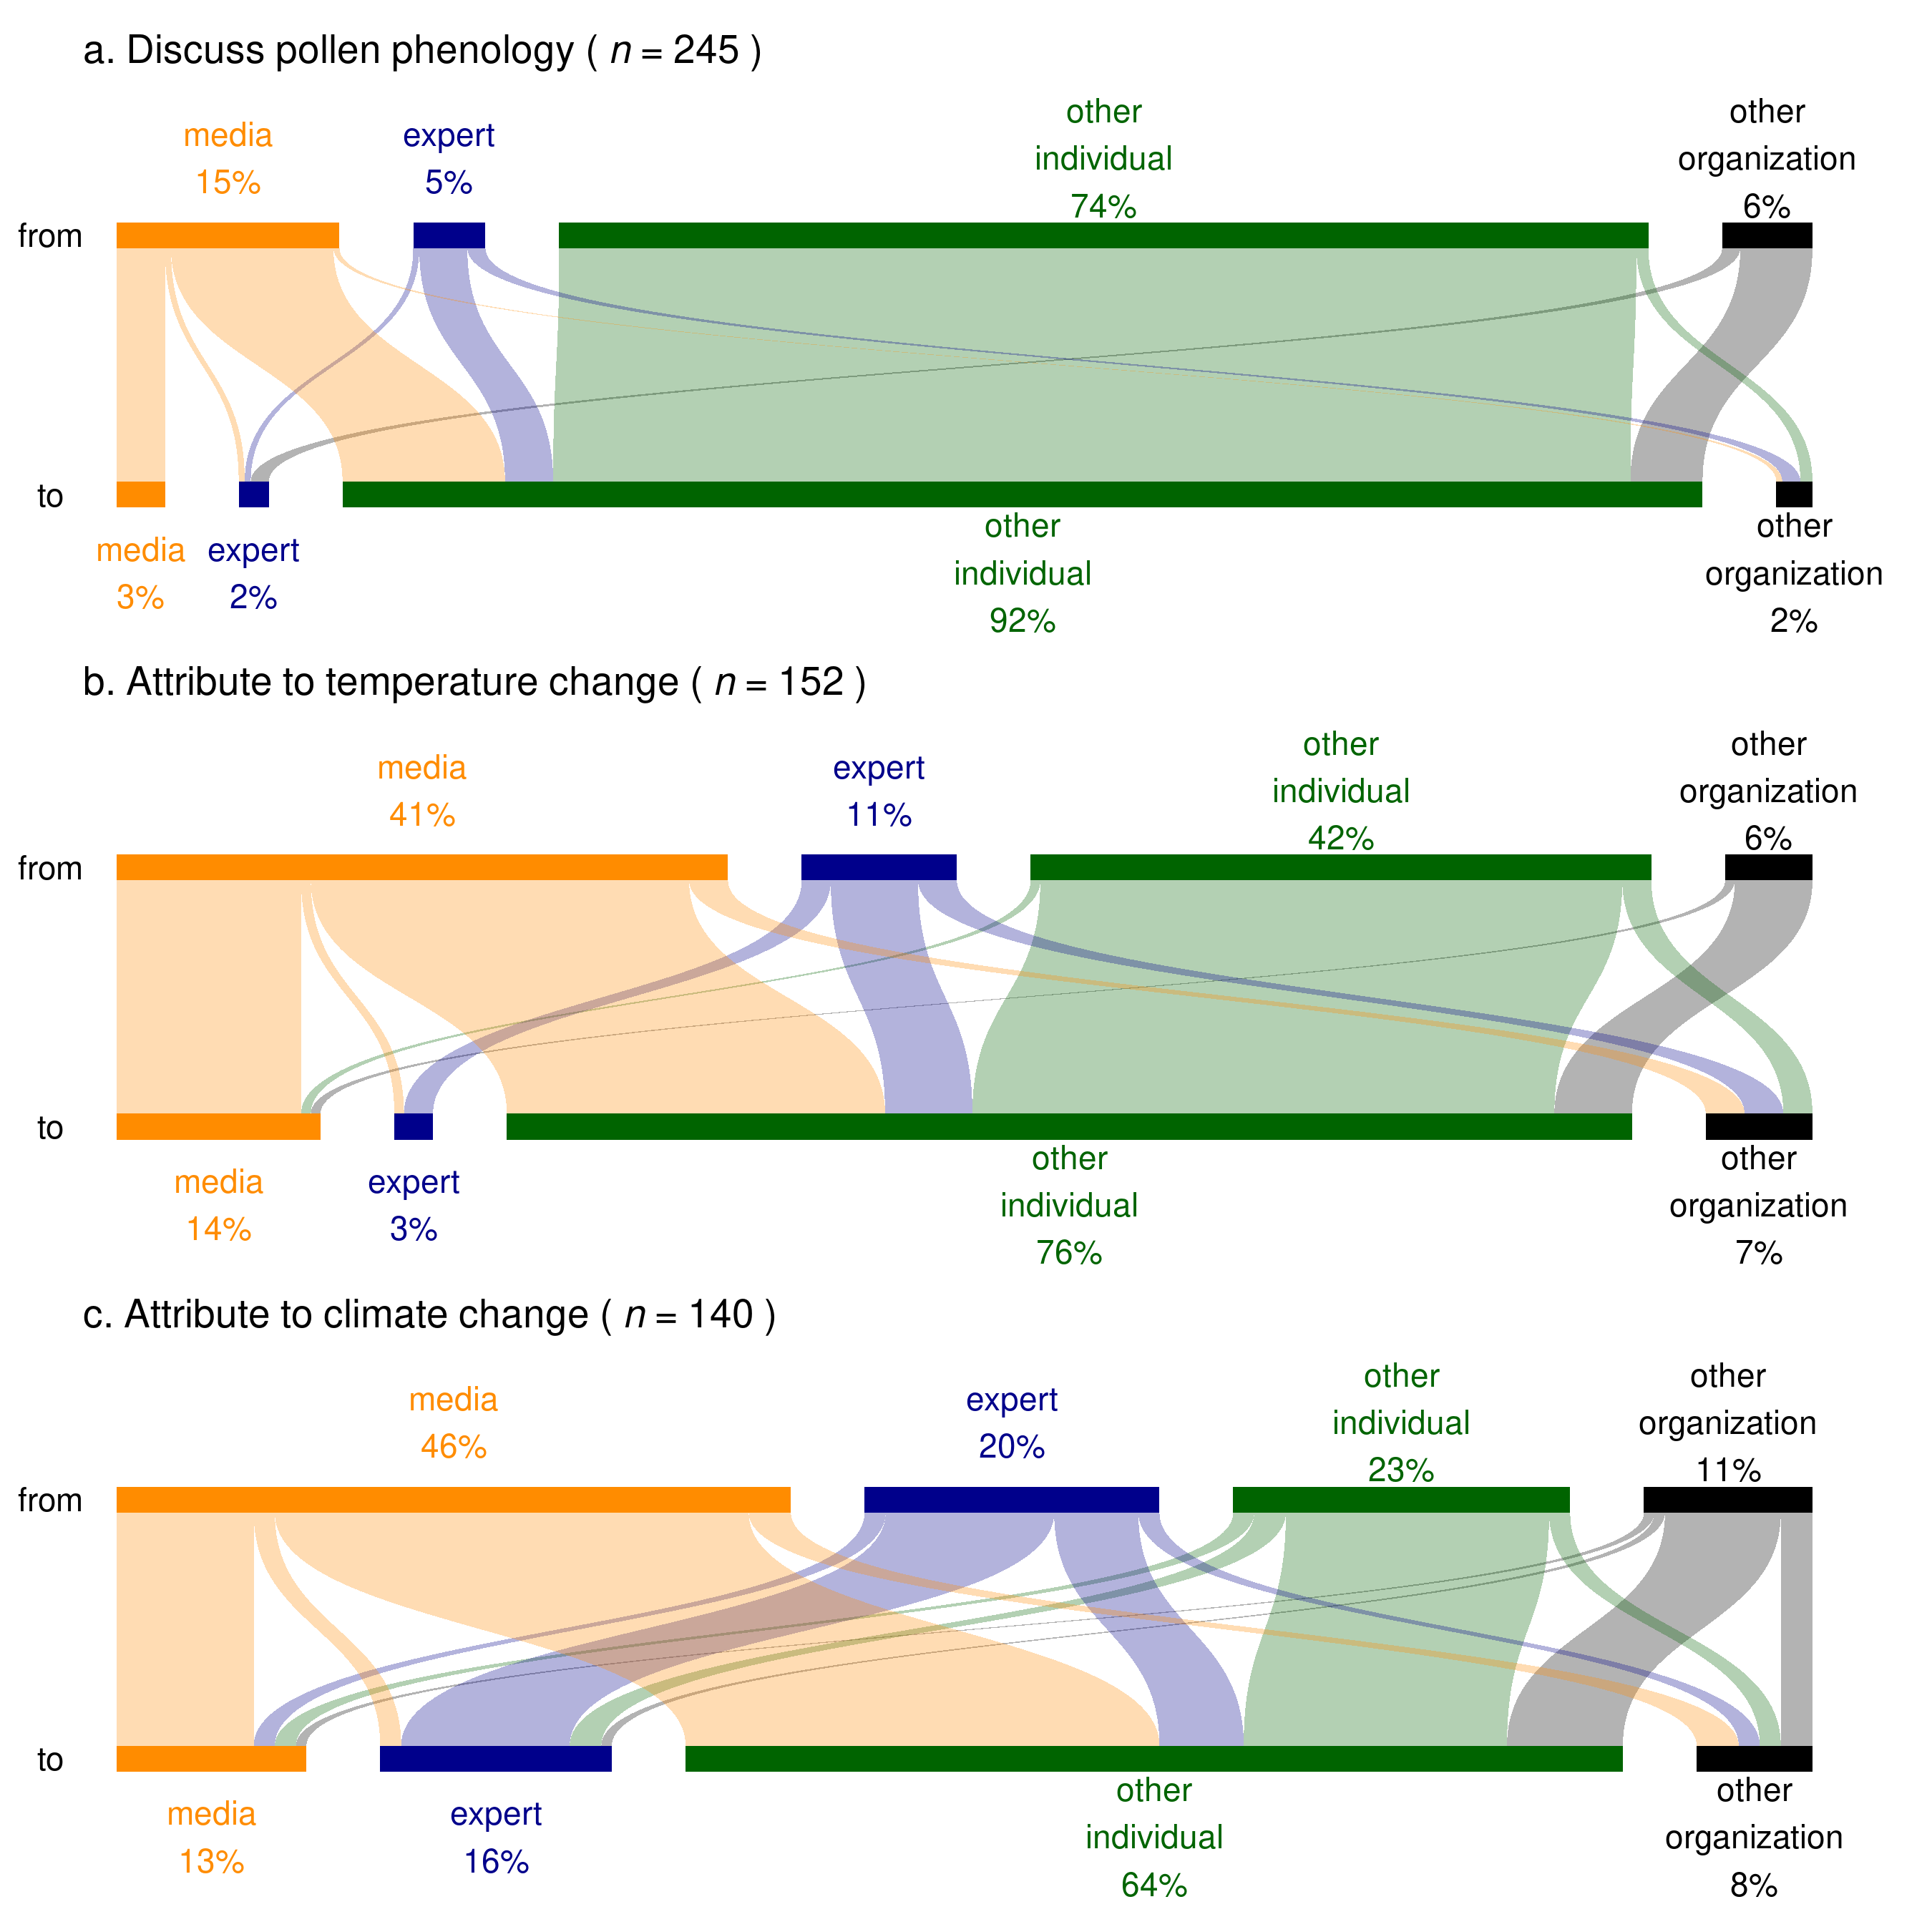 a. Discuss pollen phenology ( n = 245 )
media
15%
expert
5%
other
individual
74%
other
organization
6%
from
to
media
3%
expert
2%
other
individual
92%
other
organization
2%
b. Attribute to temperature change ( n = 152 )
media
41%
expert
11%
other
individual
42%
other
organization
6%
from
to
media
14%
expert
3%
other
individual
76%
other
organization
7%
c. Attribute to climate change ( n = 140 )
media
46%
expert
20%
other
individual
23%
other
organization
11%
from
to
media
13%
expert
16%
other
individual
64%
other
organization
8%